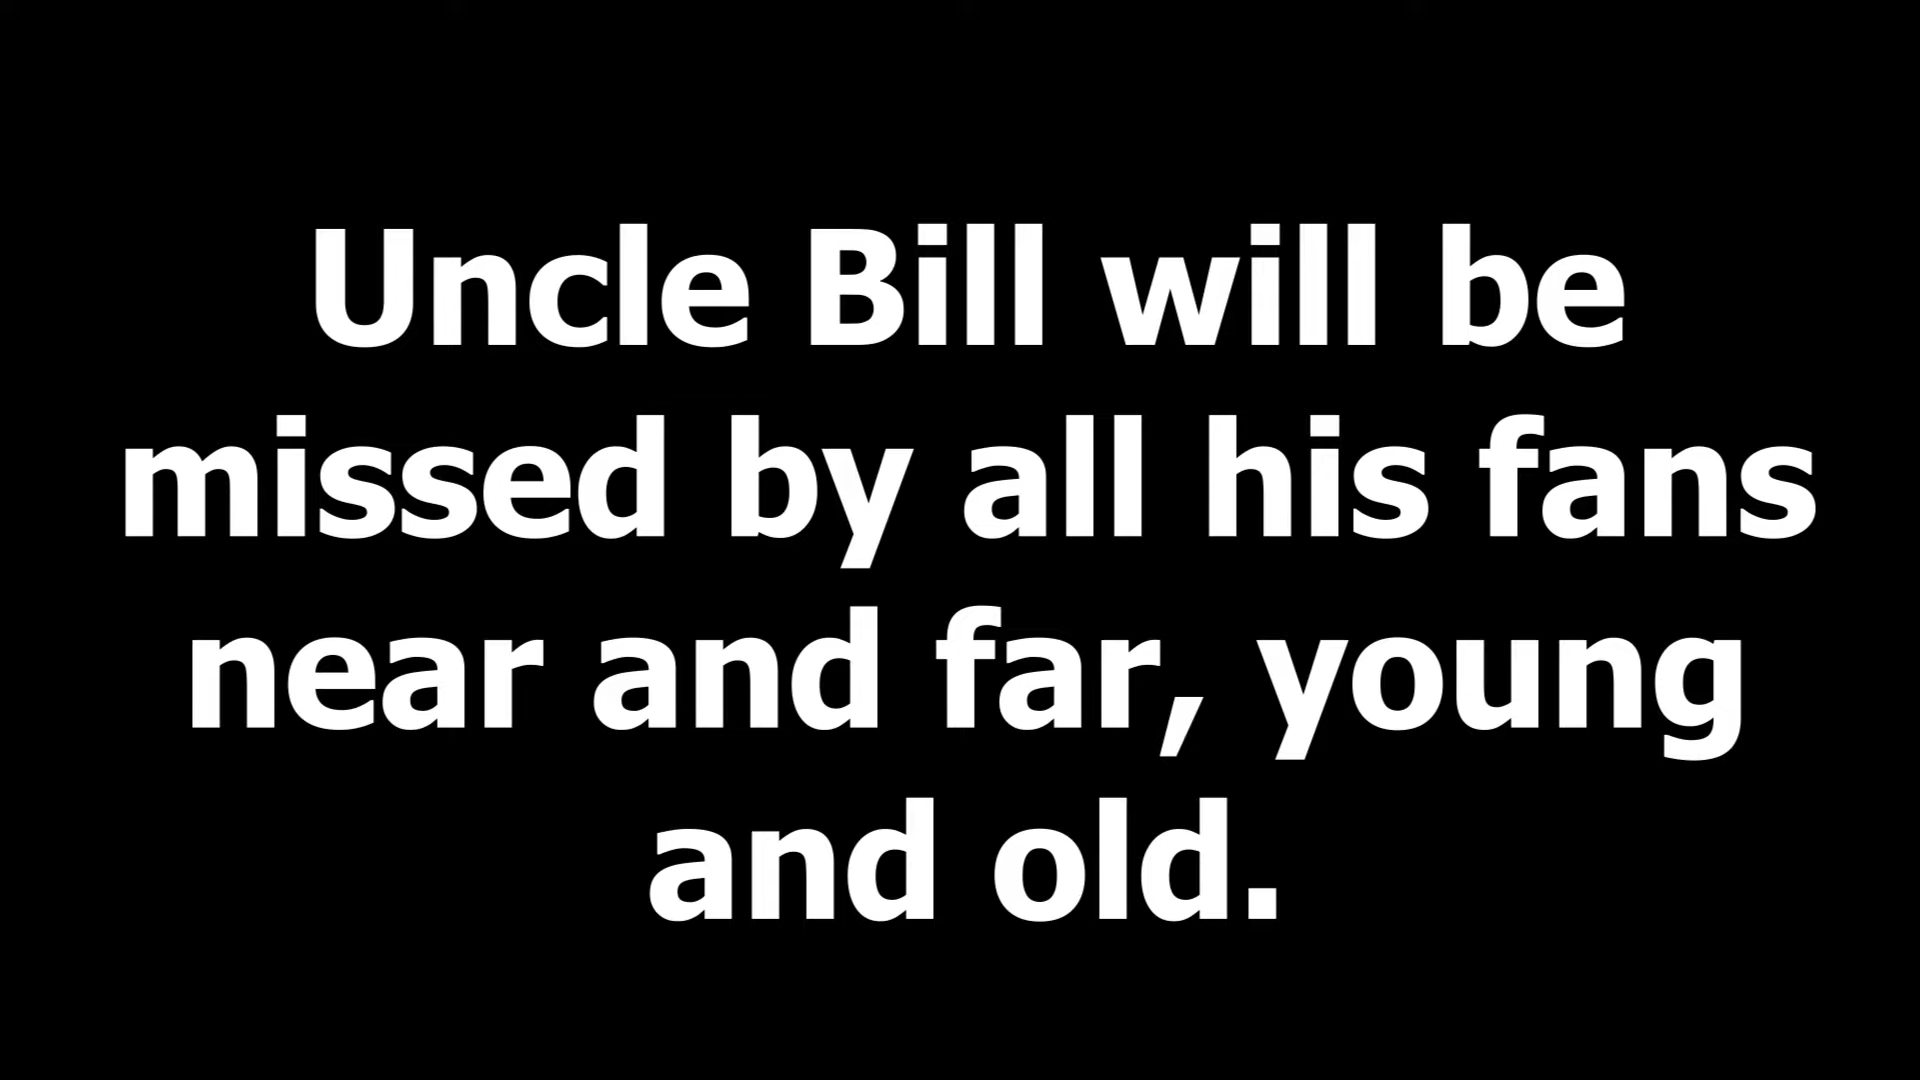 Uncle Bill will be
missed by all his fans
near and far, young
and old.